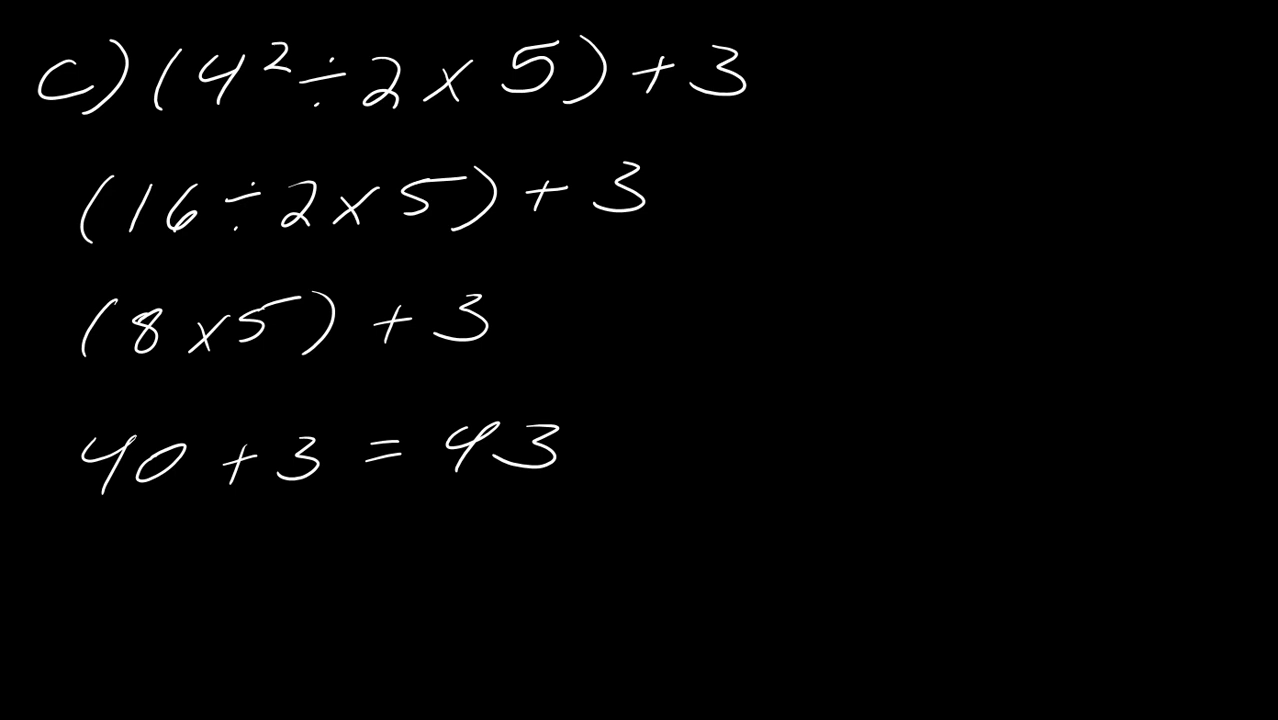 c) (4² ÷ 2 × 5) + 3
(16 ÷ 2 × 5) + 3
(8 × 5) + 3
40 + 3 = 43